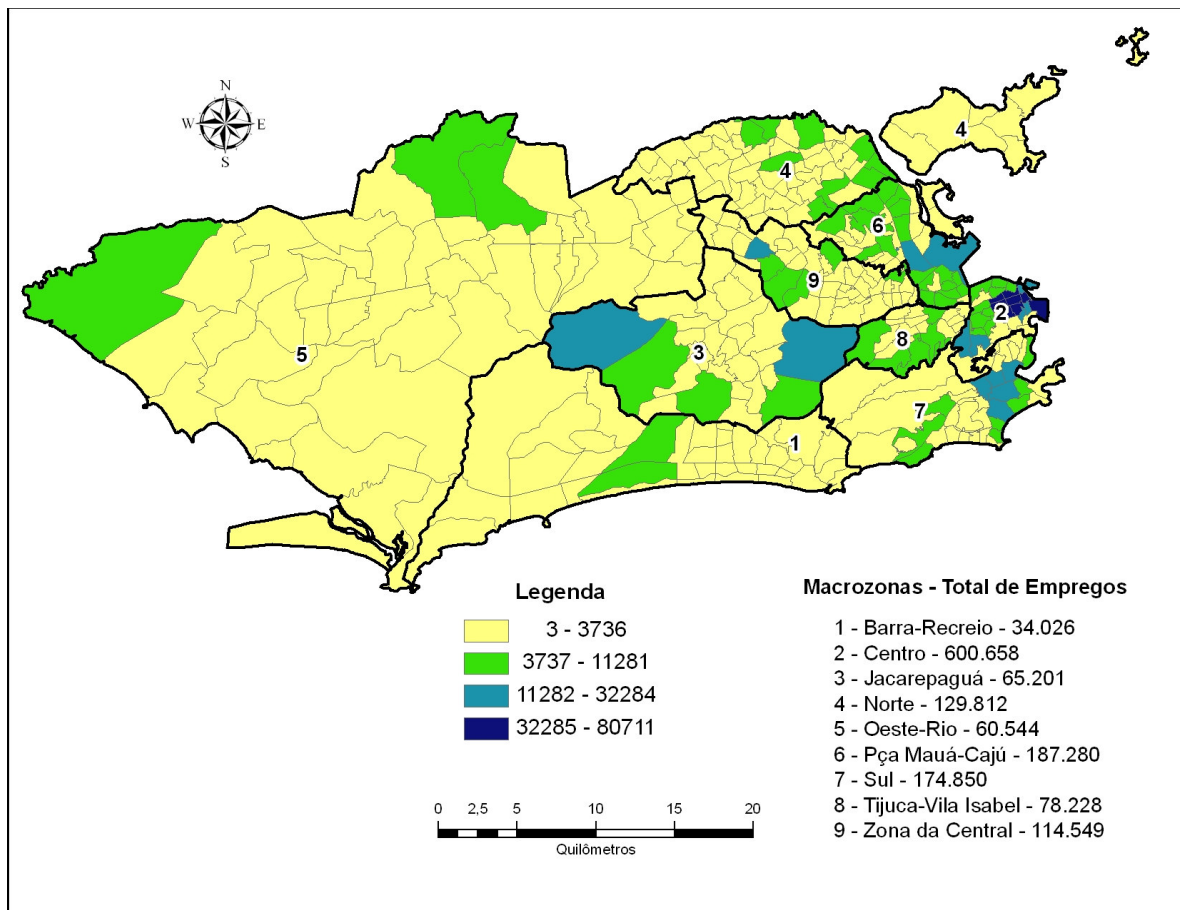 N
W E
S
4
4
6
9
2
5
3
8
7
1
Legenda
3 - 3736
3737 - 11281
11282 - 32284
32285 - 80711
0 2,5 5 10 15 20
Quilômetros
Macrozonas - Total de Empregos
1 - Barra-Recreio - 34.026
2 - Centro - 600.658
3 - Jacarepaguá - 65.201
4 - Norte - 129.812
5 - Oeste-Rio - 60.544
6 - Pça Mauá-Cajú - 187.280
7 - Sul - 174.850
8 - Tijuca-Vila Isabel - 78.228
9 - Zona da Central - 114.549